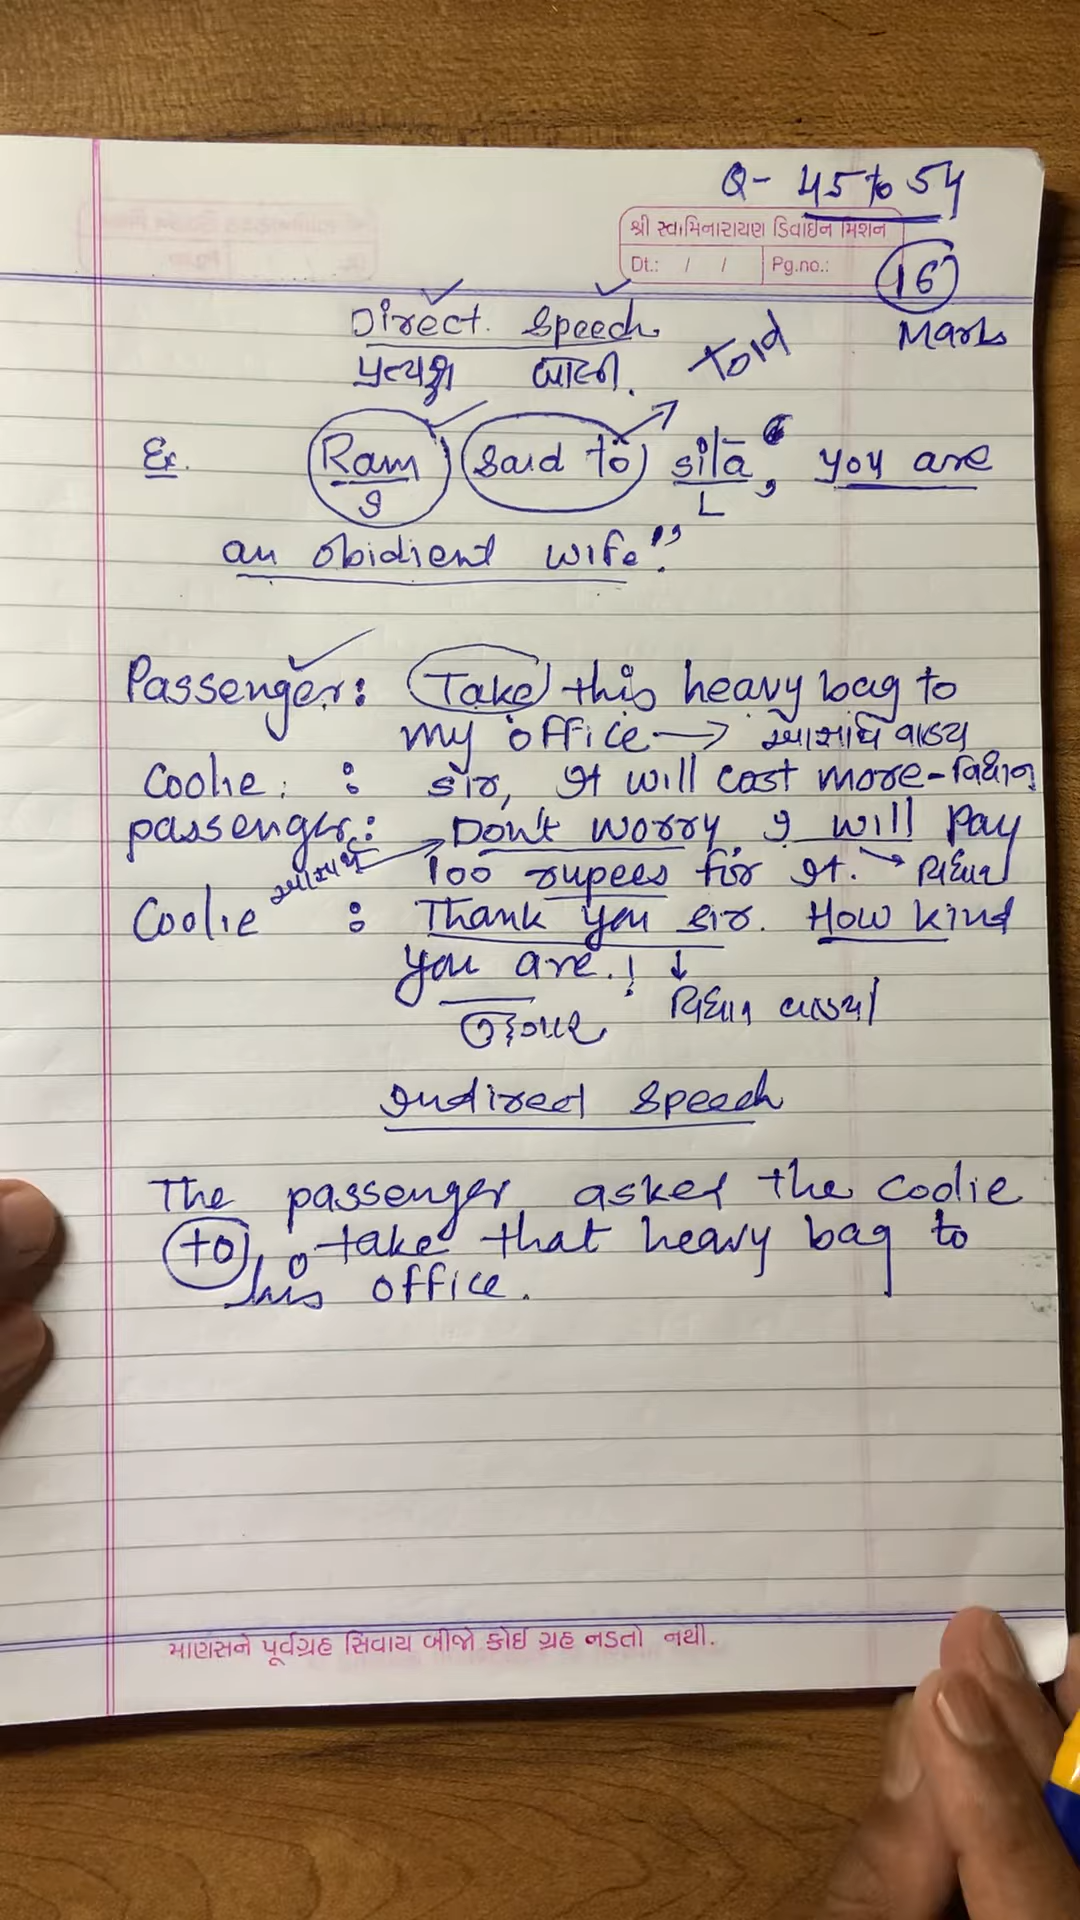 Q- 45 to 54
શ્રી સ્વામિનારાયણ ડિવાઇન મિશન
Dt.: / / Pg.no.:
16
Marks
Direct. Speech
પ્રત્યક્ષ બોલી.
told
Ex. Ram said to sitā, "you are
S L
an obidient wife."
Passenger: Take this heavy bag to
my office → આજ્ઞાર્થ વાક્ય
Coolie : sir, It will cost more - વિધાન
passenger: Don't worry, I will Pay
100 rupees for It. → વિધાન
Coolie : Thank you sir. How kind
you are.! ↓
વિધાન વાક્ય
ઉદ્દગાર
Indirect Speech
The passenger asked the coolie
to take that heavy bag to
his office.
માણસને પૂર્વગ્રહ સિવાય બીજો કોઈ ગ્રહ નડતો નથી.